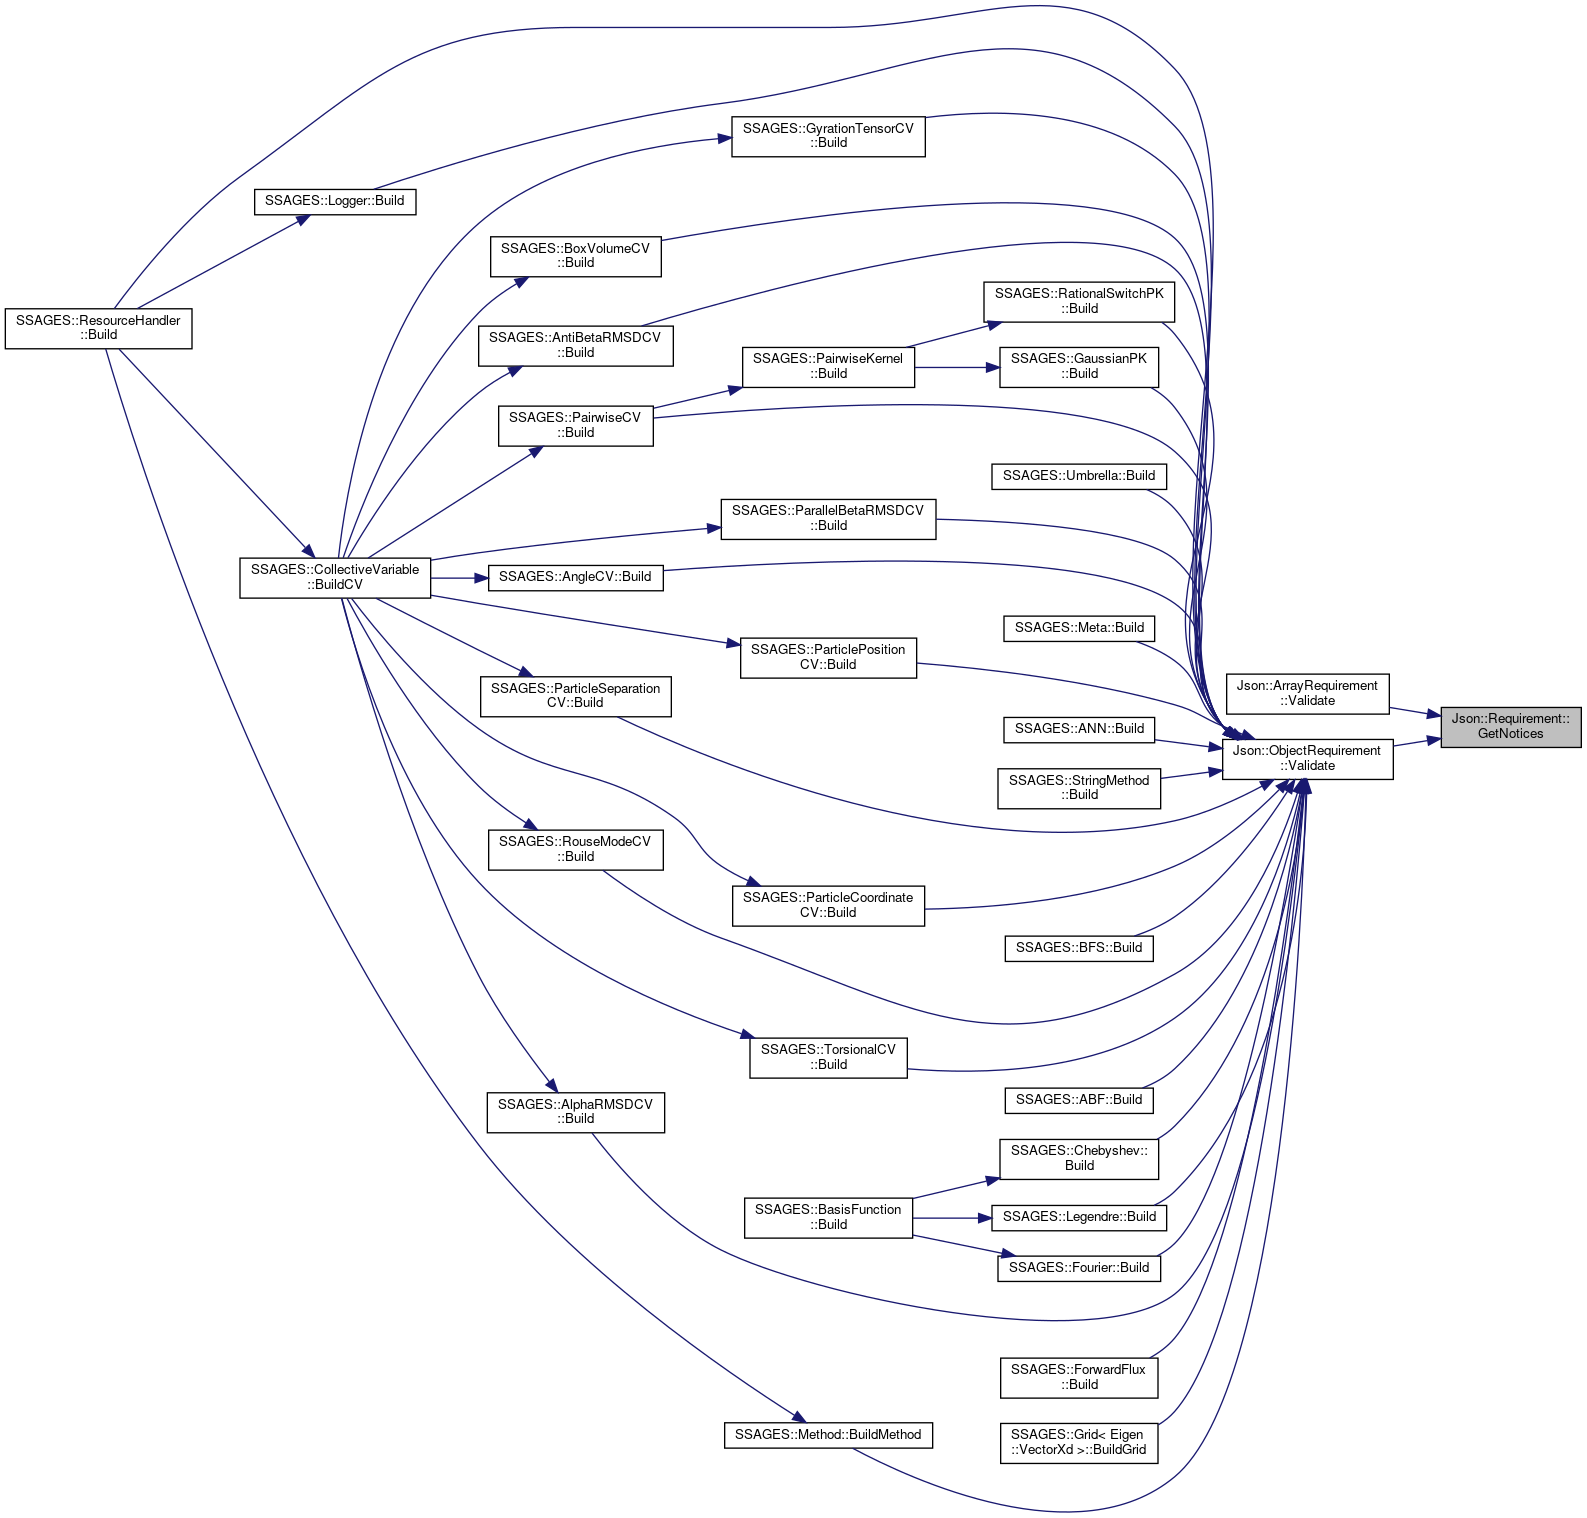 SSAGES::GyrationTensorCV
::Build
SSAGES::Logger::Build
SSAGES::BoxVolumeCV
::Build
SSAGES::RationalSwitchPK
::Build
SSAGES::ResourceHandler
::Build
SSAGES::AntiBetaRMSDCV
::Build
SSAGES::PairwiseKernel
::Build
SSAGES::GaussianPK
::Build
SSAGES::PairwiseCV
::Build
SSAGES::Umbrella::Build
SSAGES::ParallelBetaRMSDCV
::Build
SSAGES::CollectiveVariable
::BuildCV
SSAGES::AngleCV::Build
SSAGES::Meta::Build
SSAGES::ParticlePosition
CV::Build
SSAGES::ParticleSeparation
CV::Build
Json::ArrayRequirement
::Validate
Json::Requirement::
GetNotices
SSAGES::ANN::Build
Json::ObjectRequirement
::Validate
SSAGES::StringMethod
::Build
SSAGES::RouseModeCV
::Build
SSAGES::ParticleCoordinate
CV::Build
SSAGES::BFS::Build
SSAGES::TorsionalCV
::Build
SSAGES::ABF::Build
SSAGES::AlphaRMSDCV
::Build
SSAGES::Chebyshev::
Build
SSAGES::BasisFunction
::Build
SSAGES::Legendre::Build
SSAGES::Fourier::Build
SSAGES::ForwardFlux
::Build
SSAGES::Method::BuildMethod
SSAGES::Grid< Eigen
::VectorXd >::BuildGrid